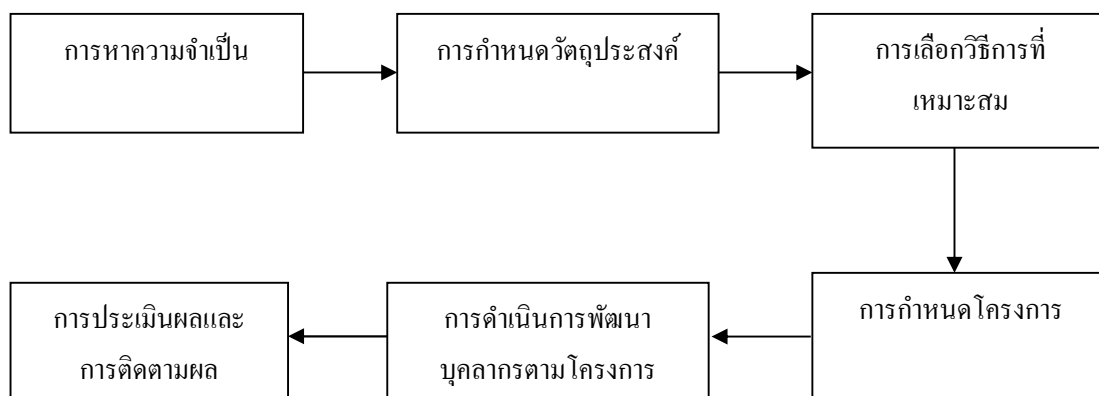 การหาความจำเป็น
การกำหนดวัตถุประสงค์
การเลือกวิธีการที่
เหมาะสม
การกำหนดโครงการ
การดำเนินการพัฒนา
บุคลากรตามโครงการ
การประเมินผลและ
การติดตามผล